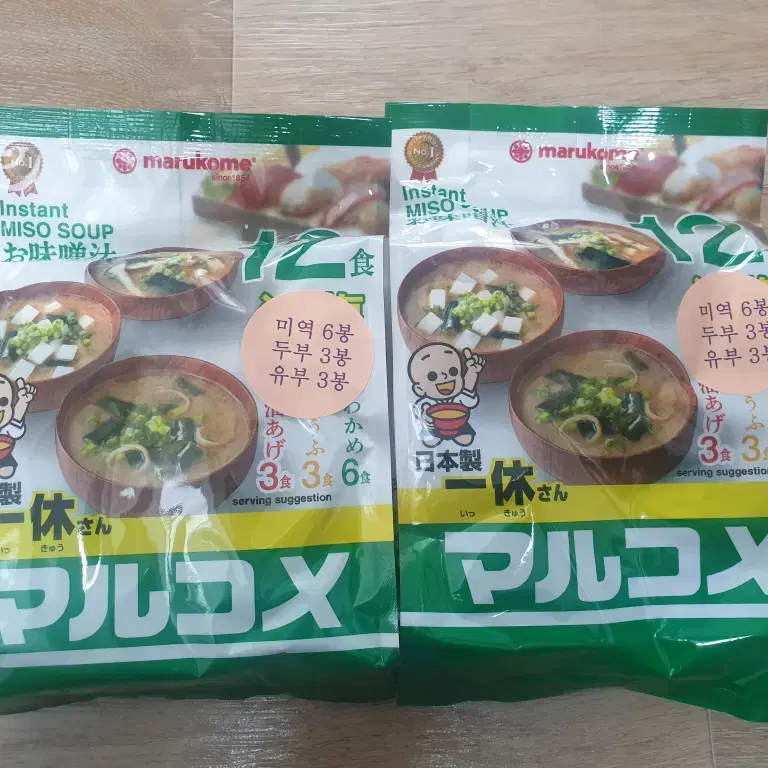 No.1
marukome
since1854
Instant
MISO SOUP
お味噌汁
12食
미역 6봉
두부 3봉
유부 3봉
油あげ
3食
とうふ
3食
わかめ
6食
serving suggestion
製
一休さん
いっ きゅう
マルコメ
No.1
marukome
Instant
MISO SOUP
12
미역 6봉
두부 3봉
유부 3봉
油あげ
3食
とうふ
3食
serving suggestion
日本製
一休さん
いっ きゅう
マルコメ